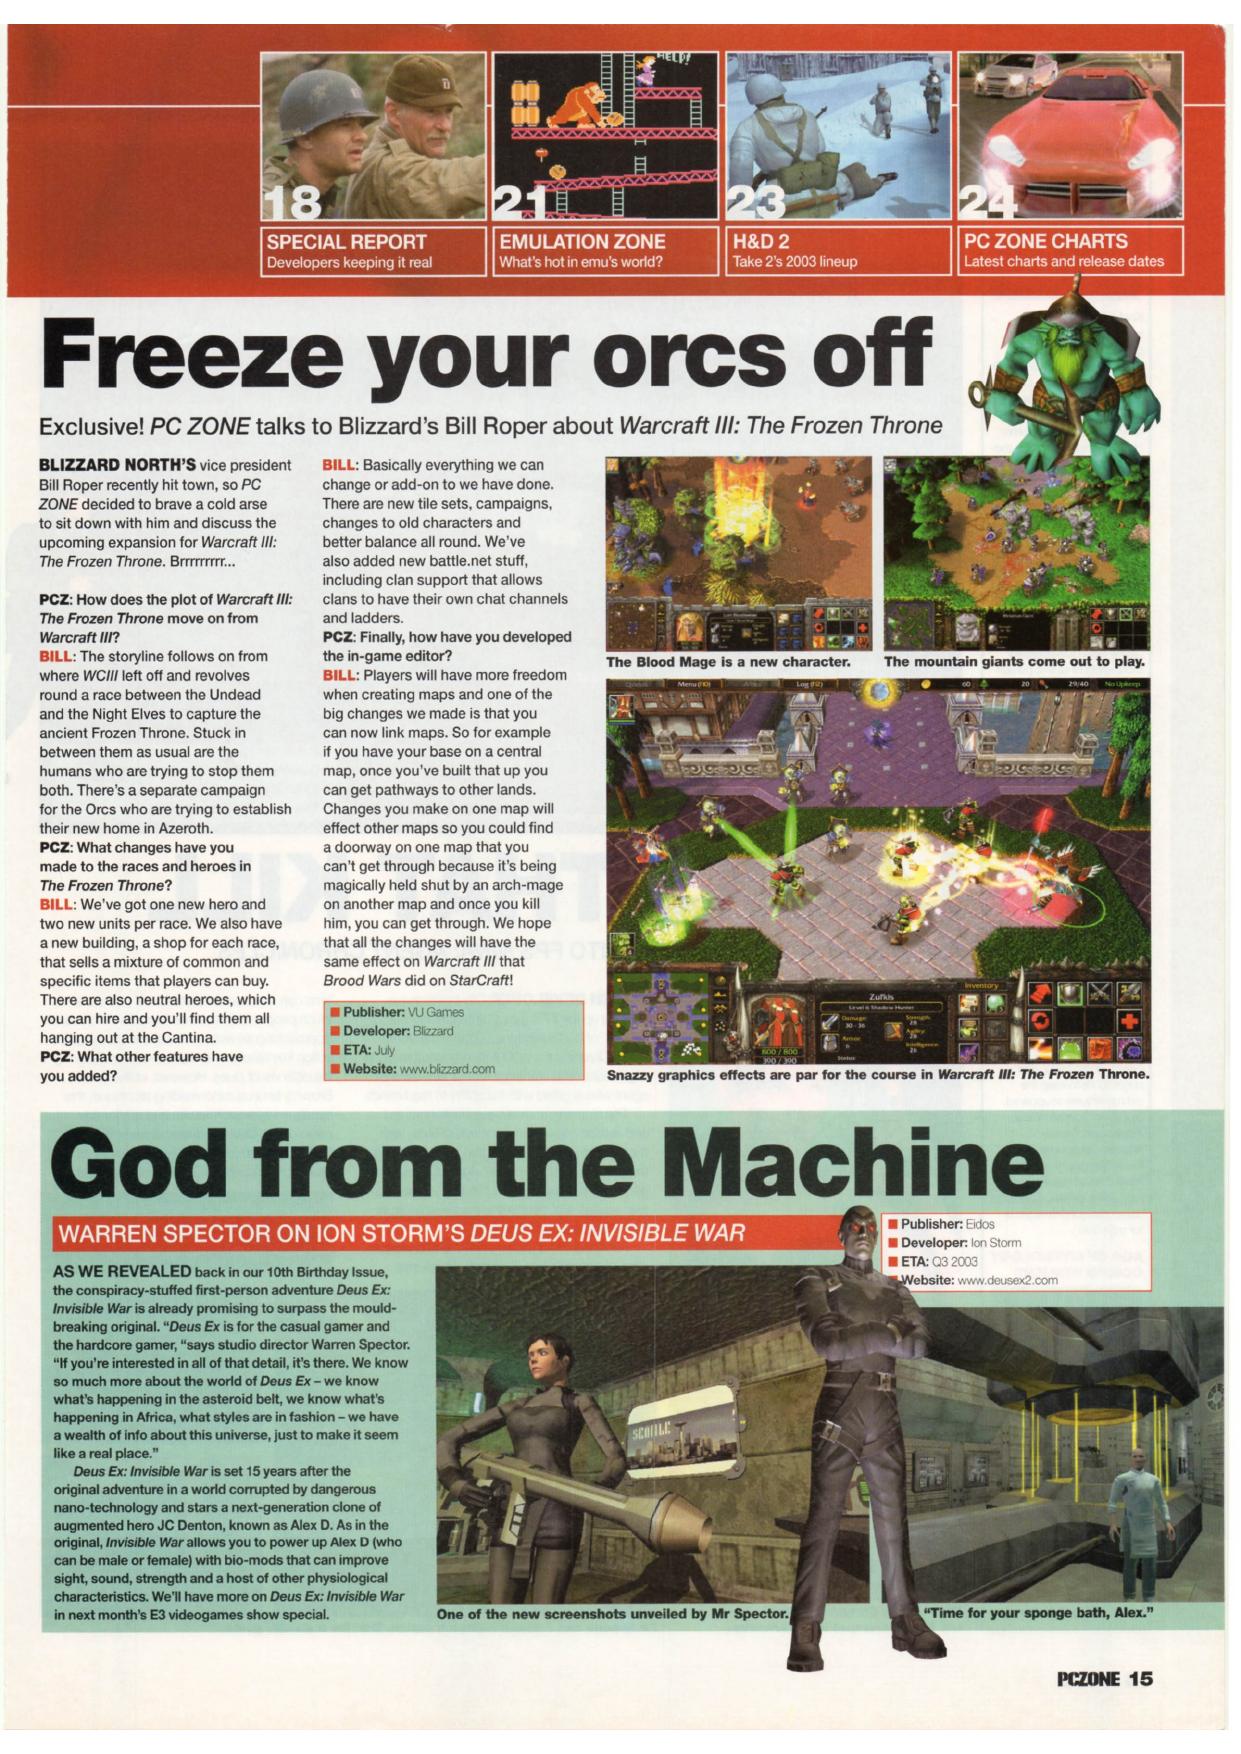 HELP!
18
21
23
24
SPECIAL REPORT
Developers keeping it real
EMULATION ZONE
What's hot in emu's world?
H&D 2
Take 2's 2003 lineup
PC ZONE CHARTS
Latest charts and release dates
Freeze your orcs off
Exclusive! PC ZONE talks to Blizzard's Bill Roper about Warcraft III: The Frozen Throne
BLIZZARD NORTH'S vice president
Bill Roper recently hit town, so PC
ZONE decided to brave a cold arse
to sit down with him and discuss the
upcoming expansion for Warcraft III:
The Frozen Throne. Brrrrrrrrr...
PCZ: How does the plot of Warcraft III:
The Frozen Throne move on from
Warcraft III?
BILL: The storyline follows on from
where WCIII left off and revolves
round a race between the Undead
and the Night Elves to capture the
ancient Frozen Throne. Stuck in
between them as usual are the
humans who are trying to stop them
both. There's a separate campaign
for the Orcs who are trying to establish
their new home in Azeroth.
PCZ: What changes have you
made to the races and heroes in
The Frozen Throne?
BILL: We've got one new hero and
two new units per race. We also have
a new building, a shop for each race,
that sells a mixture of common and
specific items that players can buy.
There are also neutral heroes, which
you can hire and you'll find them all
hanging out at the Cantina.
PCZ: What other features have
you added?
BILL: Basically everything we can
change or add-on to we have done.
There are new tile sets, campaigns,
changes to old characters and
better balance all round. We've
also added new battle.net stuff,
including clan support that allows
clans to have their own chat channels
and ladders.
PCZ: Finally, how have you developed
the in-game editor?
BILL: Players will have more freedom
when creating maps and one of the
big changes we made is that you
can now link maps. So for example
if you have your base on a central
map, once you've built that up you
can get pathways to other lands.
Changes you make on one map will
effect other maps so you could find
a doorway on one map that you
can't get through because it's being
magically held shut by an arch-mage
on another map and once you kill
him, you can get through. We hope
that all the changes will have the
same effect on Warcraft III that
Brood Wars did on StarCraft!
Publisher: VU Games
Developer: Blizzard
ETA: July
Website: www.blizzard.com
The Blood Mage is a new character.
The mountain giants come out to play.
Menu (F10) Log (F12) 60 20 29/40 No Upkeep
Zul'kis
Level 6 Shadow Hunter
Damage:
30 - 36
Armor:
6
Strength:
28
Agility:
28
Intelligence:
26
Status:
Inventory
600 / 800
390 / 390
Snazzy graphics effects are par for the course in Warcraft III: The Frozen Throne.
God from the Machine
WARREN SPECTOR ON ION STORM'S DEUS EX: INVISIBLE WAR
Publisher: Eidos
Developer: Ion Storm
ETA: Q3 2003
Website: www.deusex2.com
AS WE REVEALED back in our 10th Birthday Issue,
the conspiracy-stuffed first-person adventure Deus Ex:
Invisible War is already promising to surpass the mould-
breaking original. "Deus Ex is for the casual gamer and
the hardcore gamer, "says studio director Warren Spector.
"If you're interested in all of that detail, it's there. We know
so much more about the world of Deus Ex – we know
what's happening in the asteroid belt, we know what's
happening in Africa, what styles are in fashion – we have
a wealth of info about this universe, just to make it seem
like a real place."
Deus Ex: Invisible War is set 15 years after the
original adventure in a world corrupted by dangerous
nano-technology and stars a next-generation clone of
augmented hero JC Denton, known as Alex D. As in the
original, Invisible War allows you to power up Alex D (who
can be male or female) with bio-mods that can improve
sight, sound, strength and a host of other physiological
characteristics. We'll have more on Deus Ex: Invisible War
in next month's E3 videogames show special.
SEATTLE
One of the new screenshots unveiled by Mr Spector.
"Time for your sponge bath, Alex."
PCZONE 15